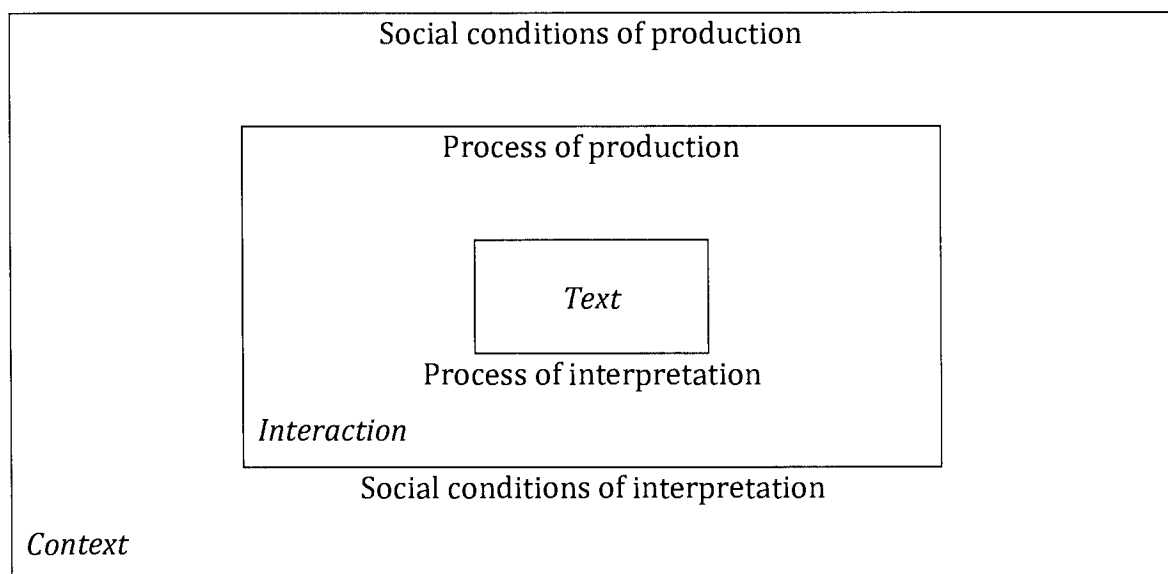 Social conditions of production
Process of production
Text
Process of interpretation
Interaction
Social conditions of interpretation
Context